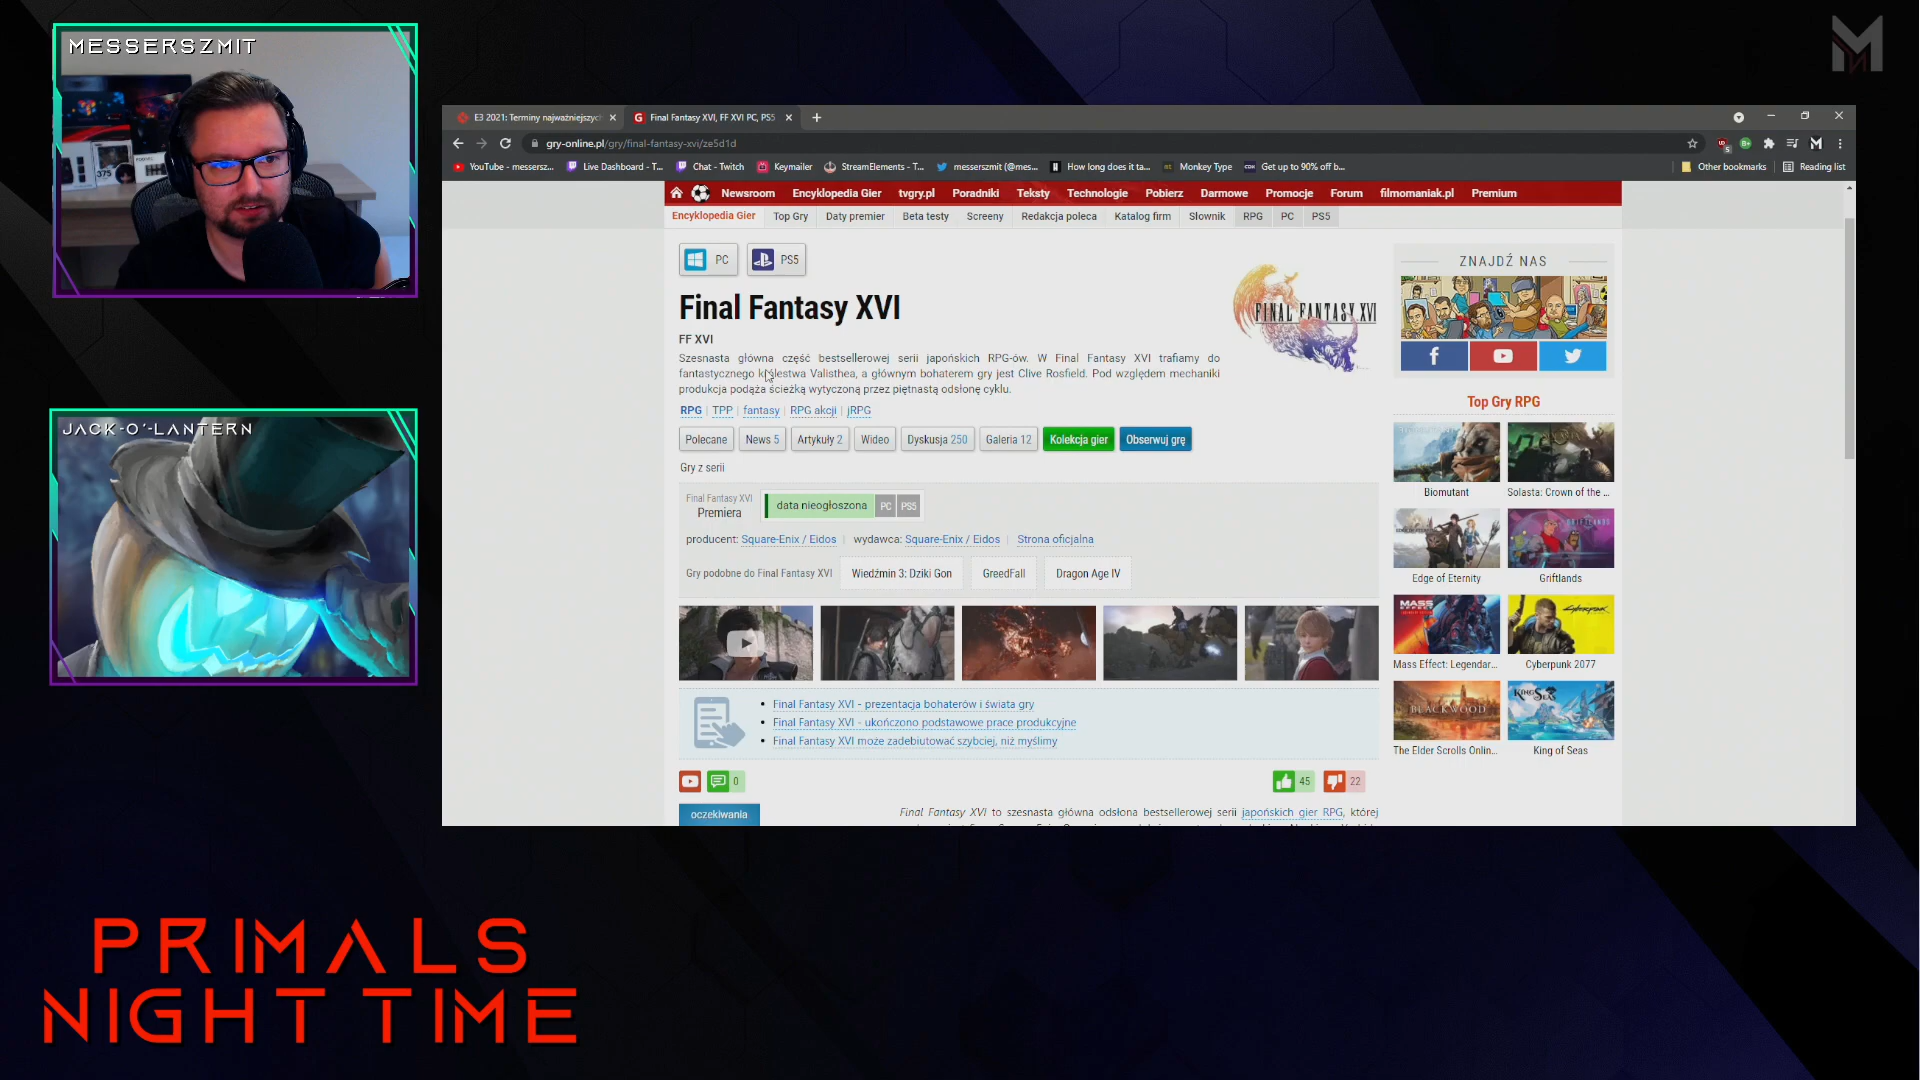 MESSERSZMIT
JACK-O'-LANTERN
PRIMALS
NIGHT TIME
E3 2021: Terminy najważniejszyc
Final Fantasy XVI, FF XVI PC, PS5
gry-online.pl/gry/final-fantasy-xvi/ze5d1d
YouTube - messersz...
Live Dashboard - T...
Chat - Twitch
Keymailer
StreamElements - T...
messerszmit (@mes...
How long does it ta...
Monkey Type
Get up to 90% off b...
Other bookmarks
Reading list
Newsroom Encyklopedia Gier tvgry.pl Poradniki Teksty Technologie Pobierz Darmowe Promocje Forum filmomaniak.pl Premium
Encyklopedia Gier Top Gry Daty premier Beta testy Screeny Redakcja poleca Katalog firm Słownik RPG PC PS5
PC PS5
Final Fantasy XVI
FF XVI
Szesnasta główna część bestsellerowej serii japońskich RPG-ów. W Final Fantasy XVI trafiamy do
fantastycznego królestwa Valisthea, a głównym bohaterem gry jest Clive Rosfield. Pod względem mechaniki
produkcja podąża ścieżką wytyczoną przez piętnastą odsłonę cyklu.
RPG | TPP | fantasy | RPG akcji | jRPG
Polecane News 5 Artykuły 2 Wideo Dyskusja 250 Galeria 12 Kolekcja gier Obserwuj grę
Gry z serii
Final Fantasy XVI
Premiera
data nieogłoszona PC PS5
producent: Square-Enix / Eidos | wydawca: Square-Enix / Eidos | Strona oficjalna
Gry podobne do Final Fantasy XVI Wiedźmin 3: Dziki Gon GreedFall Dragon Age IV
Final Fantasy XVI - prezentacja bohaterów i świata gry
Final Fantasy XVI - ukończono podstawowe prace produkcyjne
Final Fantasy XVI może zadebiutować szybciej, niż myślimy
0
45 22
oczekiwania
Final Fantasy XVI to szesnasta główna odsłona bestsellerowej serii japońskich gier RPG, której
FINAL FANTASY XVI
ZNAJDŹ NAS
Top Gry RPG
Biomutant
Solasta: Crown of the ...
Edge of Eternity
GRIFTLANDS
Griftlands
MASS EFFECT
Mass Effect: Legendar...
Cyberpunk
Cyberpunk 2077
BLACKWOOD
The Elder Scrolls Onlin...
KING OF SEAS
King of Seas